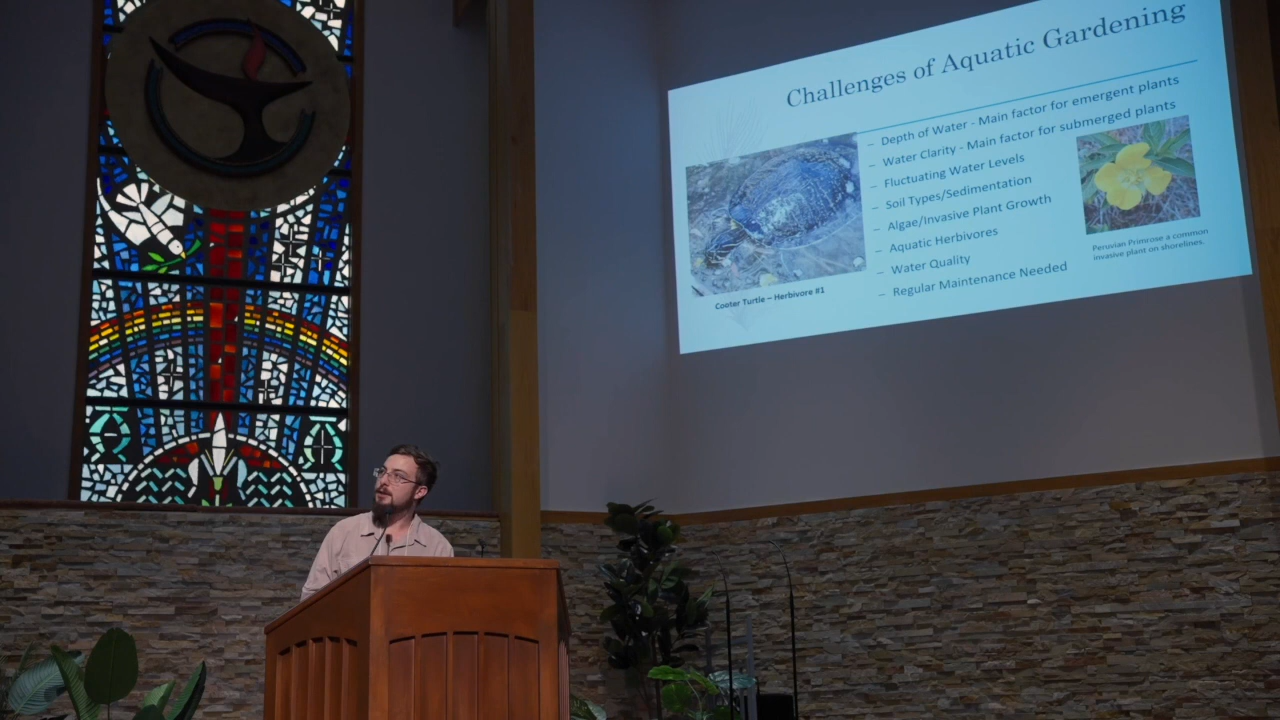 Challenges of Aquatic Gardening
– Depth of Water - Main factor for emergent plants
– Water Clarity - Main factor for submerged plants
– Fluctuating Water Levels
– Soil Types/Sedimentation
– Algae/Invasive Plant Growth
– Aquatic Herbivores
– Water Quality
– Regular Maintenance Needed
Cooter Turtle – Herbivore #1
Peruvian Primrose a common
invasive plant on shorelines.